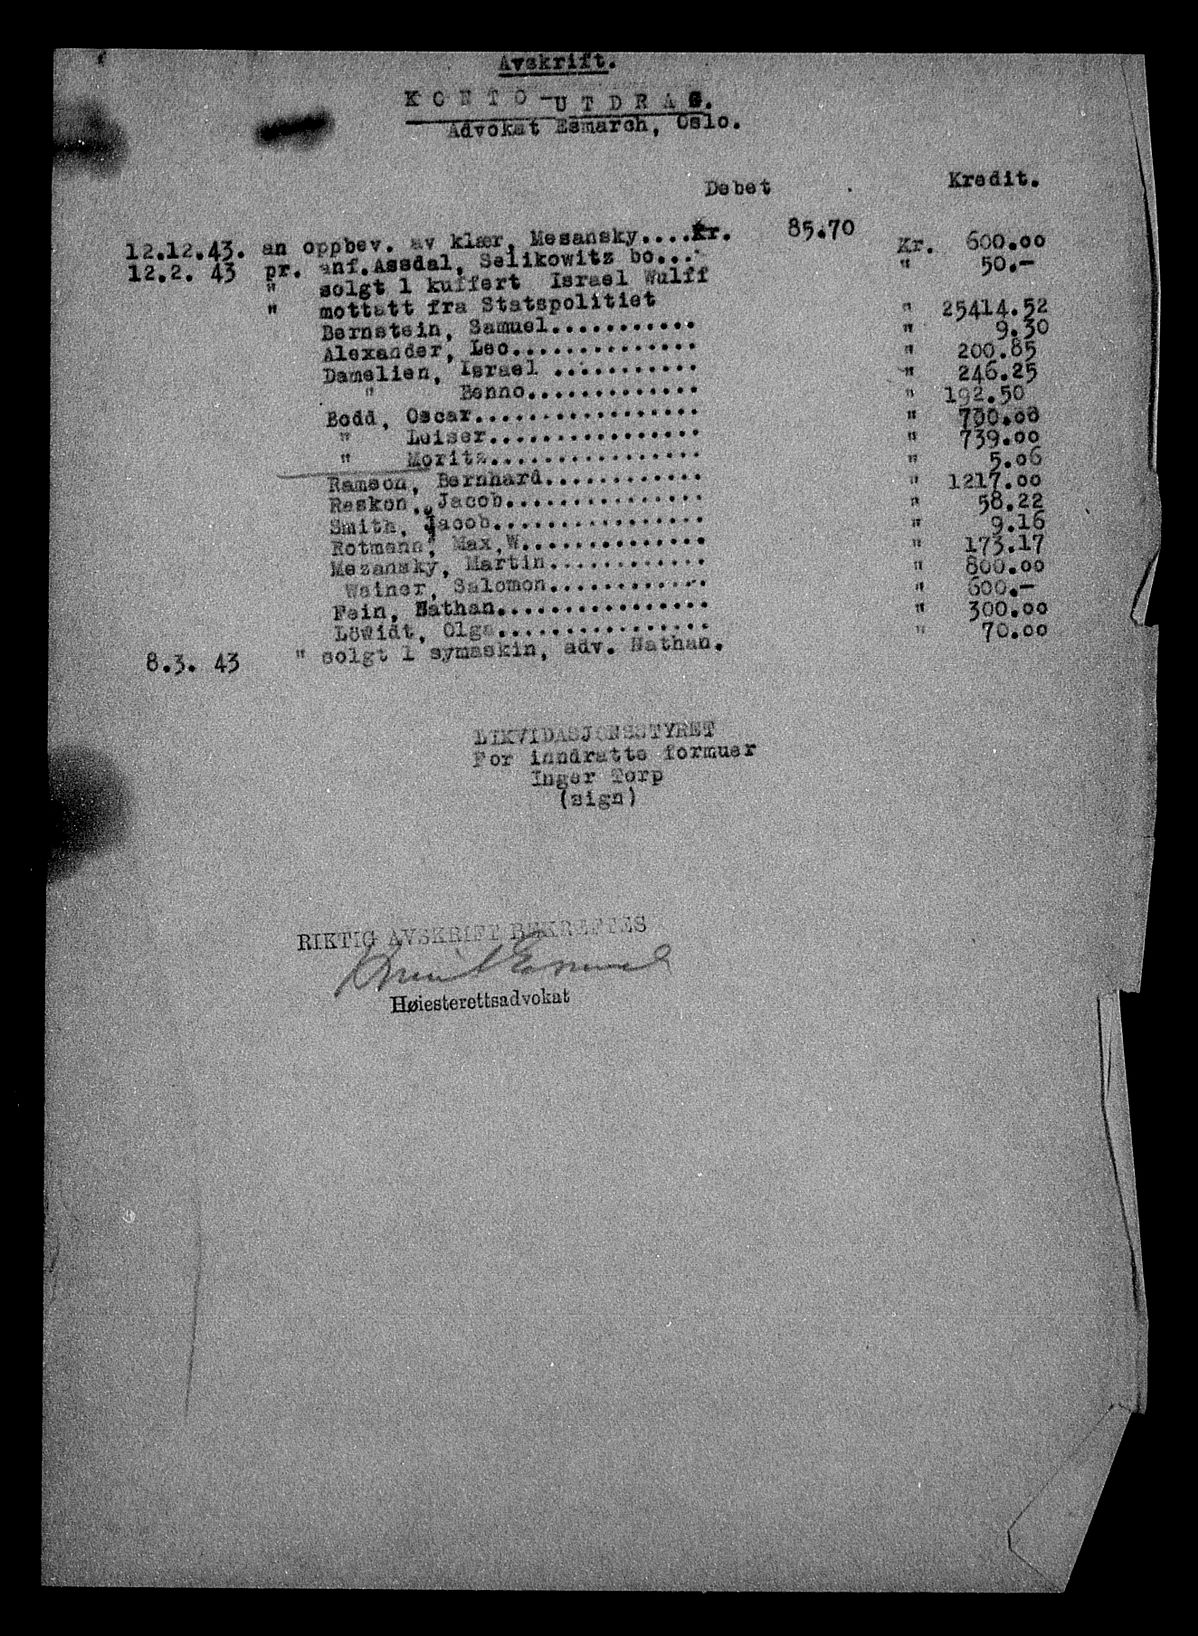 Avskrift.
KONTO-UTDRAG.
Advokat Esmarch, Oslo.
Debet Kredit.
12.12.43. an oppbev. av klær, Mesansky....Kr. 85.70
12.2. 43 pr. anf. Assdal, Selikowitz bo... Kr. 600.00
" solgt 1 kuffert Israel Wulff " 50.-
" mottatt fra Statspolitiet
Bernstein, Samuel........... " 25414.52
Alexander, Leo.............. " 9.30
Damelien, Israel ........... " 200.85
" Benno............. " 246.25
Bodd, Oscar................. " 192.50
" Leiser................ " 700.00
" Moritz................ " 739.00
Ramson, Bernhard............ " 5.06
Reskon, Jacob............... " 1217.00
Smith, Jacob................ " 58.22
Rotmann, Max, W.............. " 9.16
Mezansky, Martin............ " 173.17
Weiner, Salomon............ " 800.00
Fein, Nathan................ " 600.-
Löwidt, Olga................ " 300.00
8.3. 43 " solgt 1 symaskin, adv. Nathan. " 70.00
LIKVIDASJONSSTYRET
For inndratte formuer
Inger Torp
(sign)
RIKTIG AVSKRIFT BEKREFTES
Høiesterettsadvokat